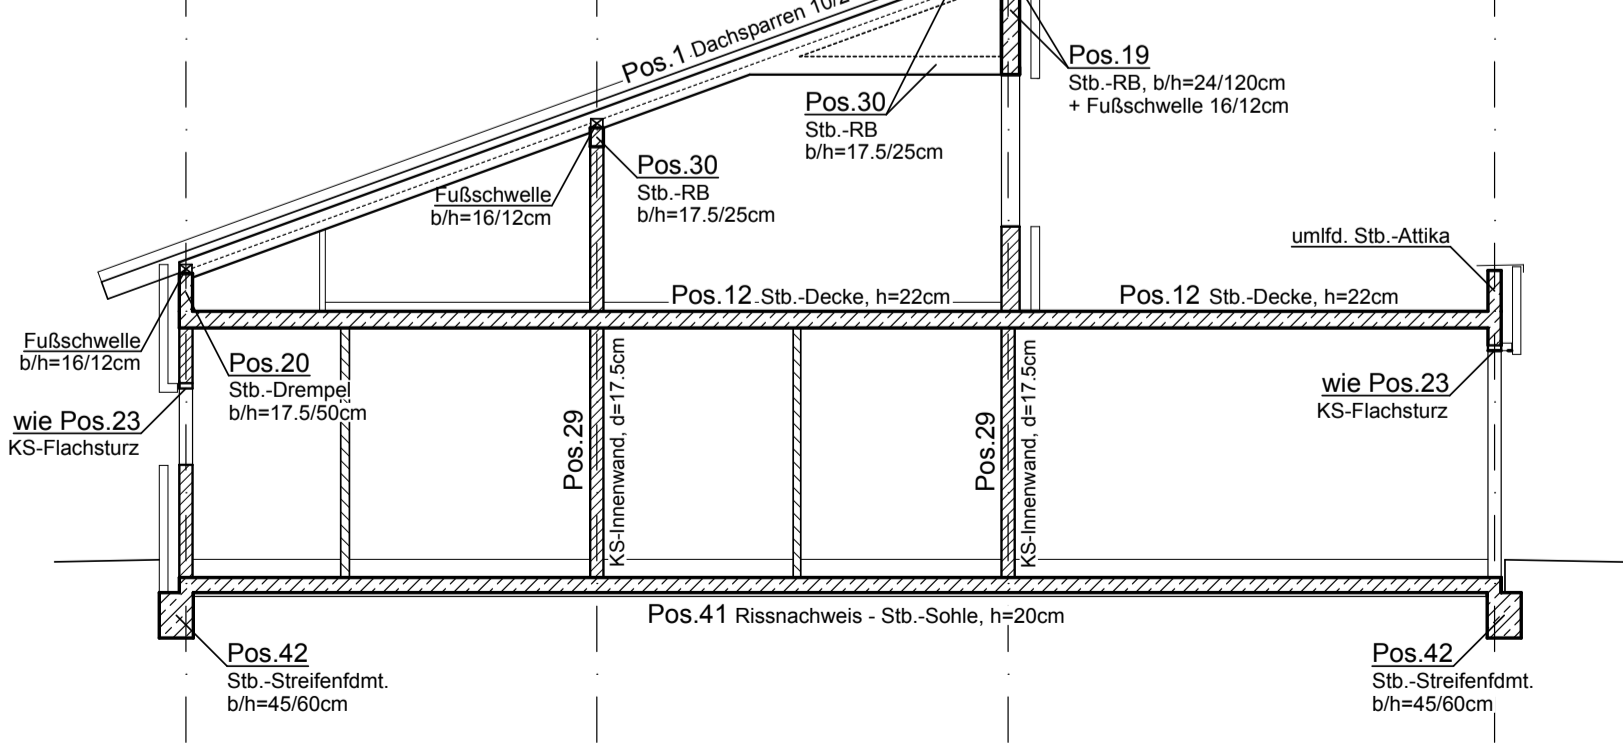 Pos.1 Dachsparren 10/2
Pos.19
Stb.-RB, b/h=24/120cm
+ Fußschwelle 16/12cm
Pos.30
Stb.-RB
b/h=17.5/25cm
Pos.30
Stb.-RB
b/h=17.5/25cm
Fußschwelle
b/h=16/12cm
umlfd. Stb.-Attika
Pos.12 Stb.-Decke, h=22cm
Pos.12 Stb.-Decke, h=22cm
Fußschwelle
b/h=16/12cm
Pos.20
Stb.-Drempel
b/h=17.5/50cm
wie Pos.23
KS-Flachsturz
Pos.29
KS-Innenwand, d=17.5cm
Pos.29
KS-Innenwand, d=17.5cm
wie Pos.23
KS-Flachsturz
Pos.41 Rissnachweis - Stb.-Sohle, h=20cm
Pos.42
Stb.-Streifenfdmt.
b/h=45/60cm
Pos.42
Stb.-Streifenfdmt.
b/h=45/60cm